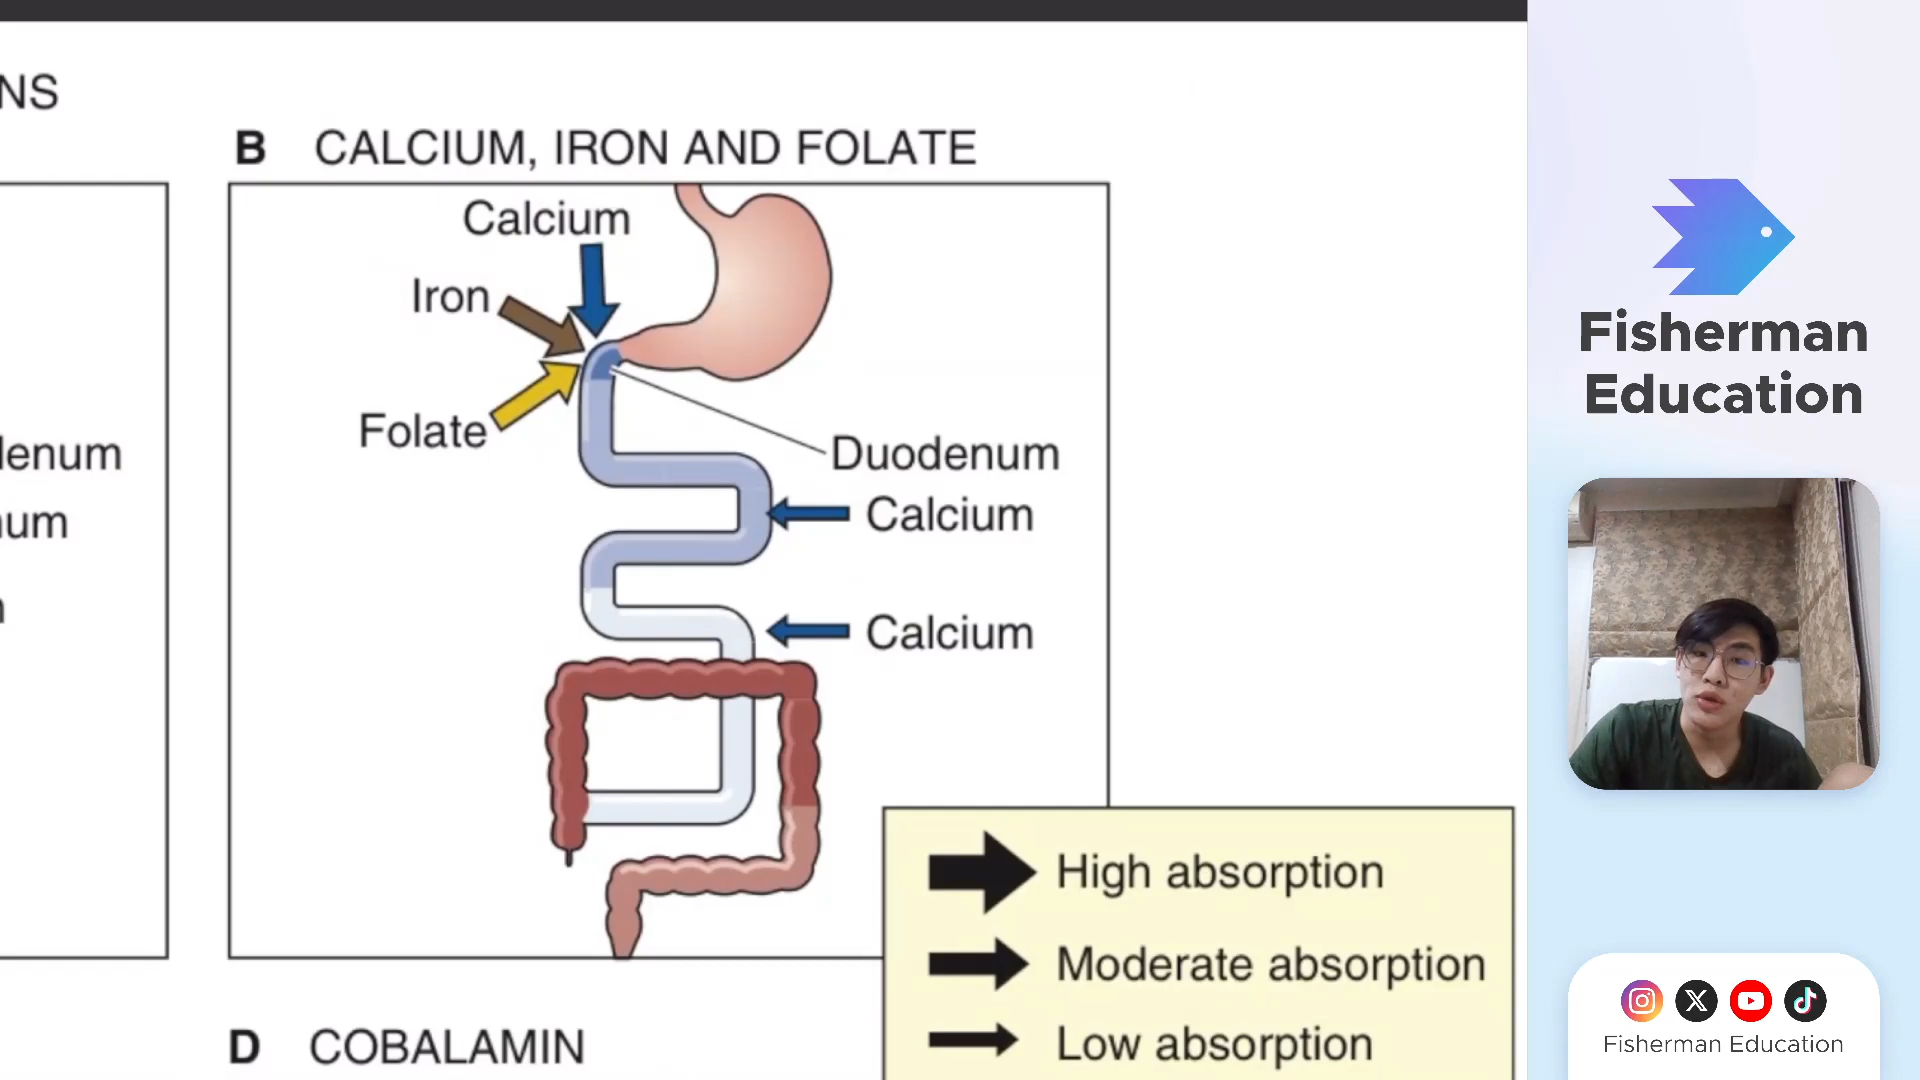 NS
B CALCIUM, IRON AND FOLATE
Calcium
Iron
Folate
Duodenum
Calcium
Calcium
lenum
um
High absorption
Moderate absorption
Low absorption
D COBALAMIN
Fisherman
Education
Fisherman Education